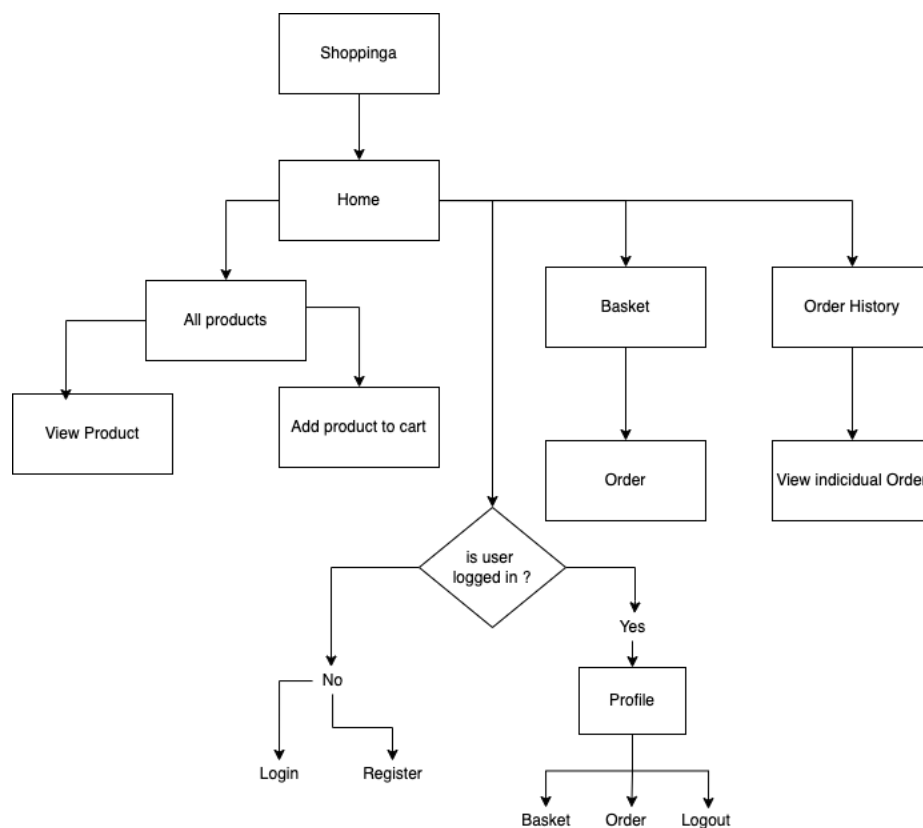 Shoppinga
Home
All products
Basket
Order History
View Product
Add product to cart
Order
View indicidual Order
is user
logged in ?
Yes
No
Profile
Login
Register
Basket
Order
Logout